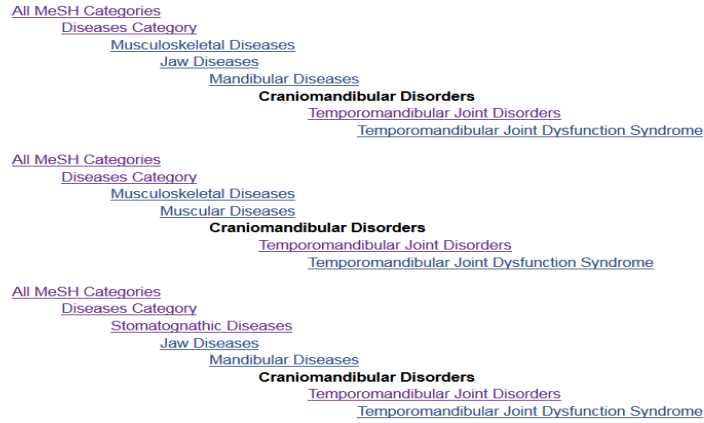 All MeSH Categories
Diseases Category
Musculoskeletal Diseases
Jaw Diseases
Mandibular Diseases
Craniomandibular Disorders
Temporomandibular Joint Disorders
Temporomandibular Joint Dysfunction Syndrome
All MeSH Categories
Diseases Category
Musculoskeletal Diseases
Muscular Diseases
Craniomandibular Disorders
Temporomandibular Joint Disorders
Temporomandibular Joint Dysfunction Syndrome
All MeSH Categories
Diseases Category
Stomatognathic Diseases
Jaw Diseases
Mandibular Diseases
Craniomandibular Disorders
Temporomandibular Joint Disorders
Temporomandibular Joint Dysfunction Syndrome